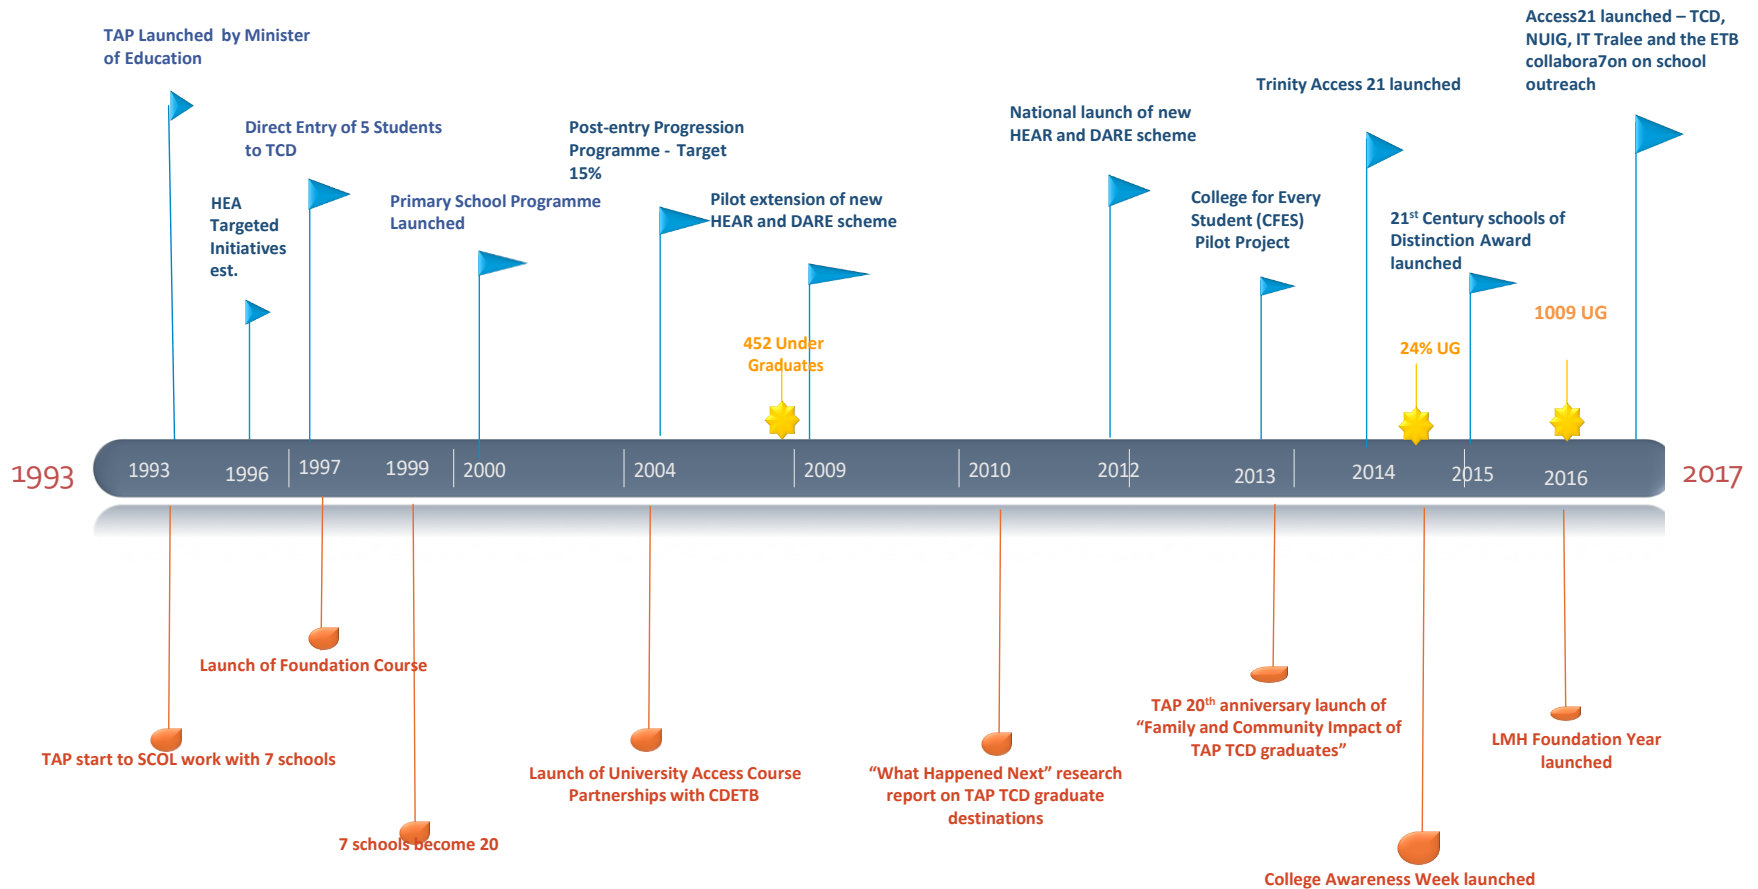 TAP Launched by Minister
of Education
Direct Entry of 5 Students
to TCD
HEA
Targeted
Initiatives
est.
Primary School Programme
Launched
Post-entry Progression
Programme - Target
15%
Pilot extension of new
HEAR and DARE scheme
452 Under
Graduates
National launch of new
HEAR and DARE scheme
College for Every
Student (CFES)
Pilot Project
Trinity Access 21 launched
21st Century schools of
Distinction Award
launched
24% UG
1009 UG
Access21 launched – TCD,
NUIG, IT Tralee and the ETB
collabora7on on school
outreach
1993
1993
1996
1997
1999
2000
2004
2009
2010
2012
2013
2014
2015
2016
2017
TAP start to SCOL work with 7 schools
Launch of Foundation Course
7 schools become 20
Launch of University Access Course
Partnerships with CDETB
“What Happened Next” research
report on TAP TCD graduate
destinations
TAP 20th anniversary launch of
“Family and Community Impact of
TAP TCD graduates”
College Awareness Week launched
LMH Foundation Year
launched